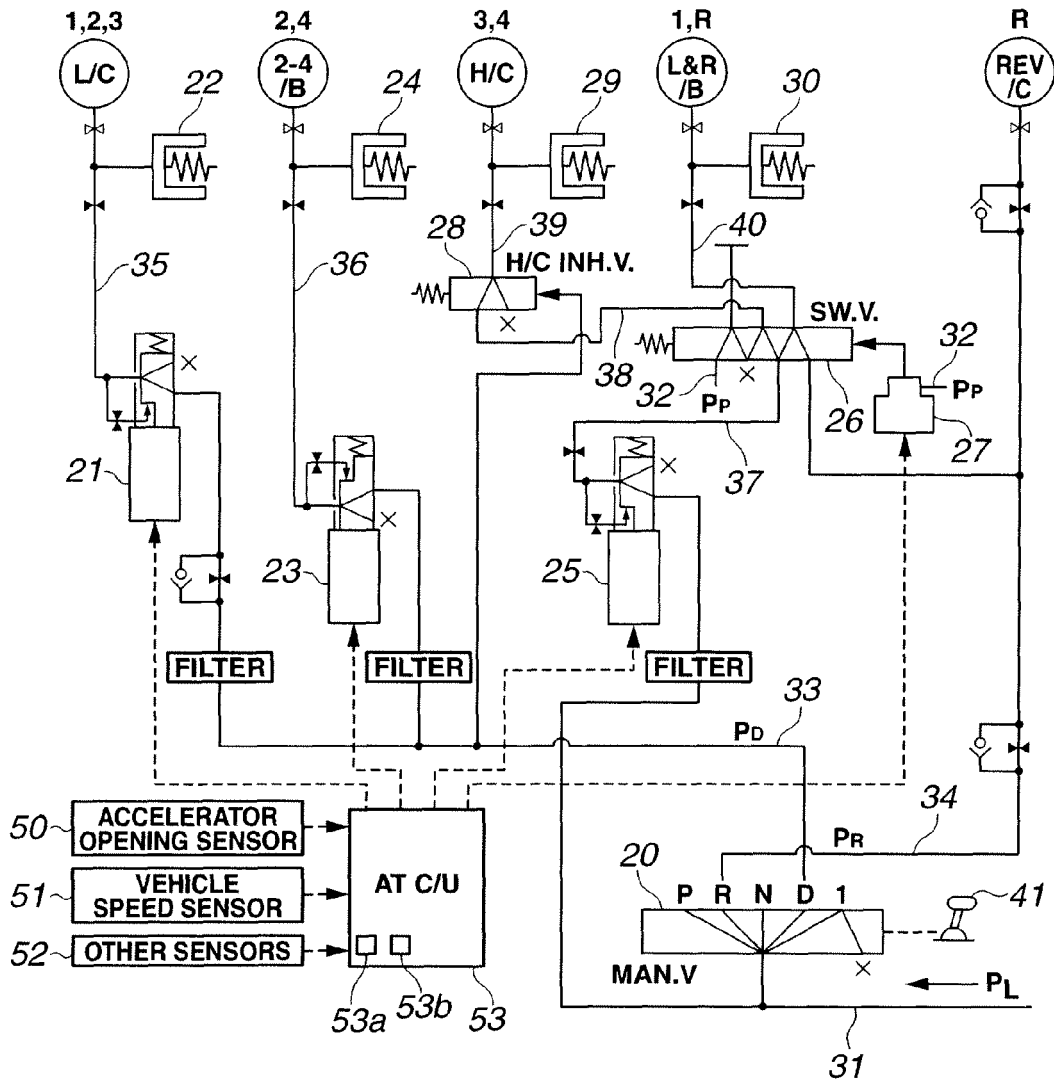 1,2,3 2,4 3,4 1,R R
L/C 2-4/B H/C L&R/B REV/C
22 24 29 30
35 36 28 39 40
H/C INH.V.
SW.V.
38 32 PP 32 PP
26 27
37
21 23 25
FILTER FILTER FILTER
PD 33
34
PR
50 ACCELERATOR OPENING SENSOR
51 VEHICLE SPEED SENSOR
52 OTHER SENSORS
AT C/U
53a 53b 53
20 P R N D 1 41
MAN.V
PL
31